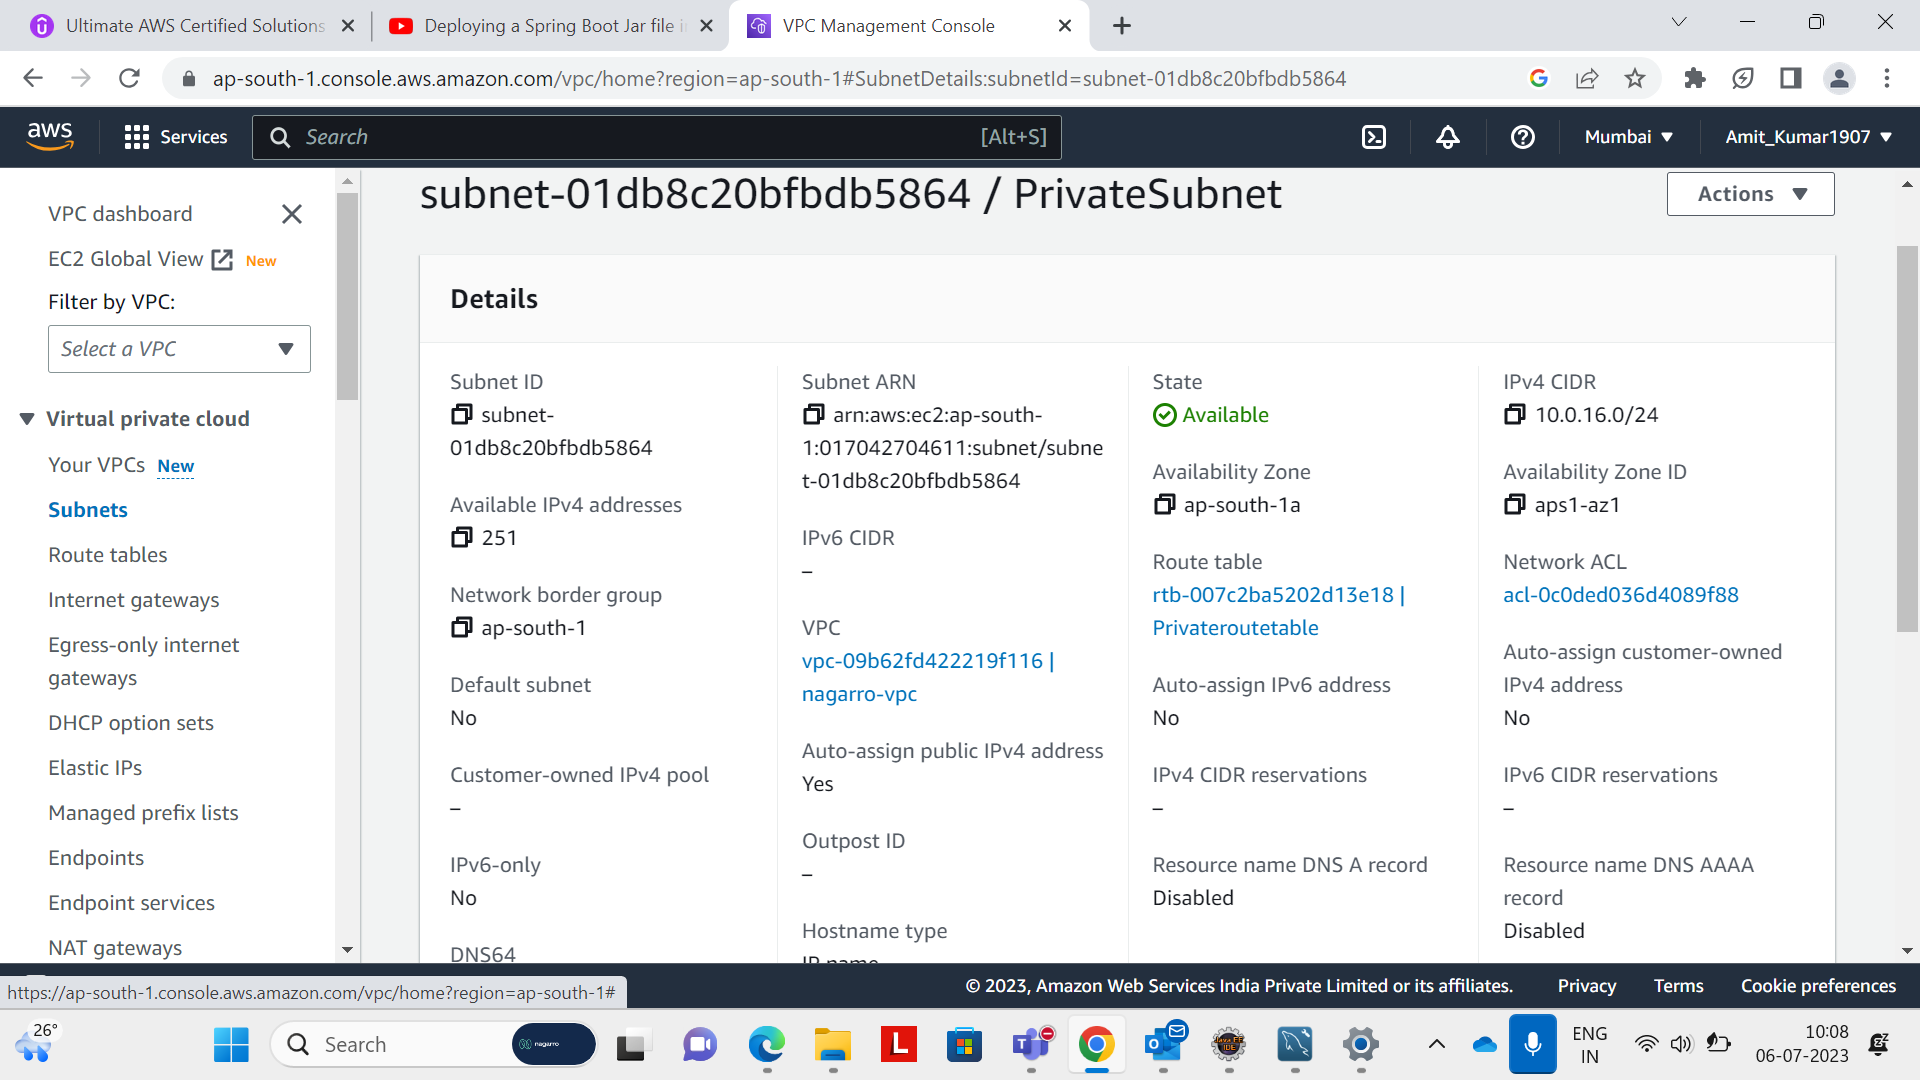 Ultimate AWS Certified Solutions
Deploying a Spring Boot Jar file i
VPC Management Console
ap-south-1.console.aws.amazon.com/vpc/home?region=ap-south-1#SubnetDetails:subnetId=subnet-01db8c20bfbdb5864
aws
Services
Search
[Alt+S]
Mumbai
Amit_Kumar1907
VPC dashboard
EC2 Global View New
Filter by VPC:
Select a VPC
Virtual private cloud
Your VPCs New
Subnets
Route tables
Internet gateways
Egress-only internet
gateways
DHCP option sets
Elastic IPs
Managed prefix lists
Endpoints
Endpoint services
NAT gateways
subnet-01db8c20bfbdb5864 / PrivateSubnet
Actions
Details
Subnet ID
subnet-
01db8c20bfbdb5864
Available IPv4 addresses
251
Network border group
ap-south-1
Default subnet
No
Customer-owned IPv4 pool
–
IPv6-only
No
DNS64
Subnet ARN
arn:aws:ec2:ap-south-
1:017042704611:subnet/subne
t-01db8c20bfbdb5864
IPv6 CIDR
–
VPC
vpc-09b62fd422219f116 |
nagarro-vpc
Auto-assign public IPv4 address
Yes
Outpost ID
–
Hostname type
IP name
State
Available
Availability Zone
ap-south-1a
Route table
rtb-007c2ba5202d13e18 |
Privateroutetable
Auto-assign IPv6 address
No
IPv4 CIDR reservations
–
Resource name DNS A record
Disabled
IPv4 CIDR
10.0.16.0/24
Availability Zone ID
aps1-az1
Network ACL
acl-0c0ded036d4089f88
Auto-assign customer-owned
IPv4 address
No
IPv6 CIDR reservations
–
Resource name DNS AAAA
record
Disabled
https://ap-south-1.console.aws.amazon.com/vpc/home?region=ap-south-1#
© 2023, Amazon Web Services India Private Limited or its affiliates.
Privacy
Terms
Cookie preferences
26°
Search
nagarro
L
Java EE
IDE
ENG
IN
10:08
06-07-2023